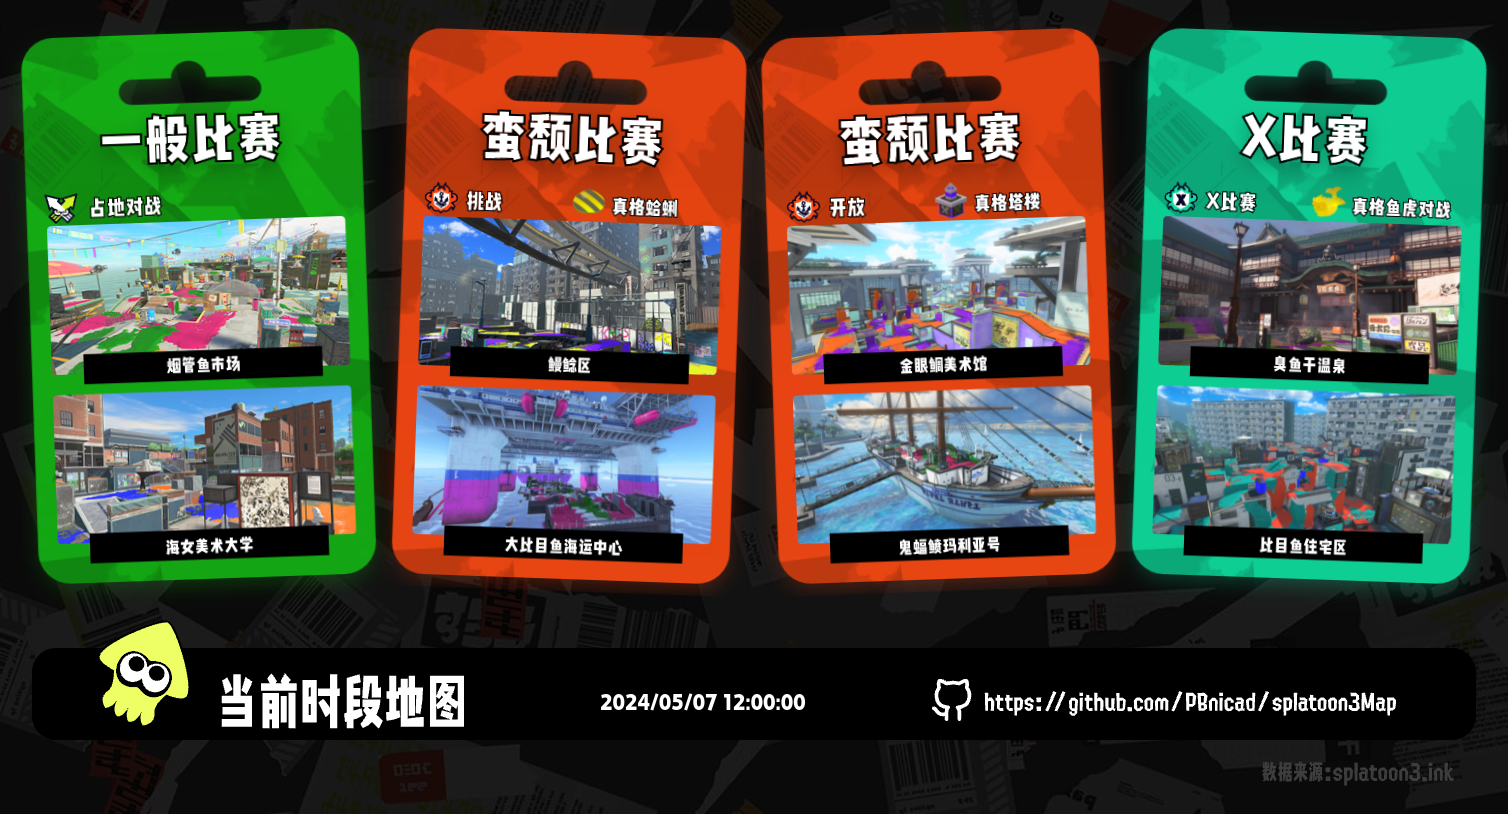 一般比赛
占地对战
烟管鱼市场
海女美术大学
蛮颓比赛
挑战
真格蛤蜊
鳗鲶区
大比目鱼海运中心
蛮颓比赛
开放
真格塔楼
金眼鲷美术馆
鬼蝠鲼玛利亚号
X比赛
X比赛
真格鱼虎对战
臭鱼干温泉
比目鱼住宅区
当前时段地图
2024/05/07 12:00:00
https://github.com/PBnicad/splatoon3Map
数据来源:splatoon3.ink